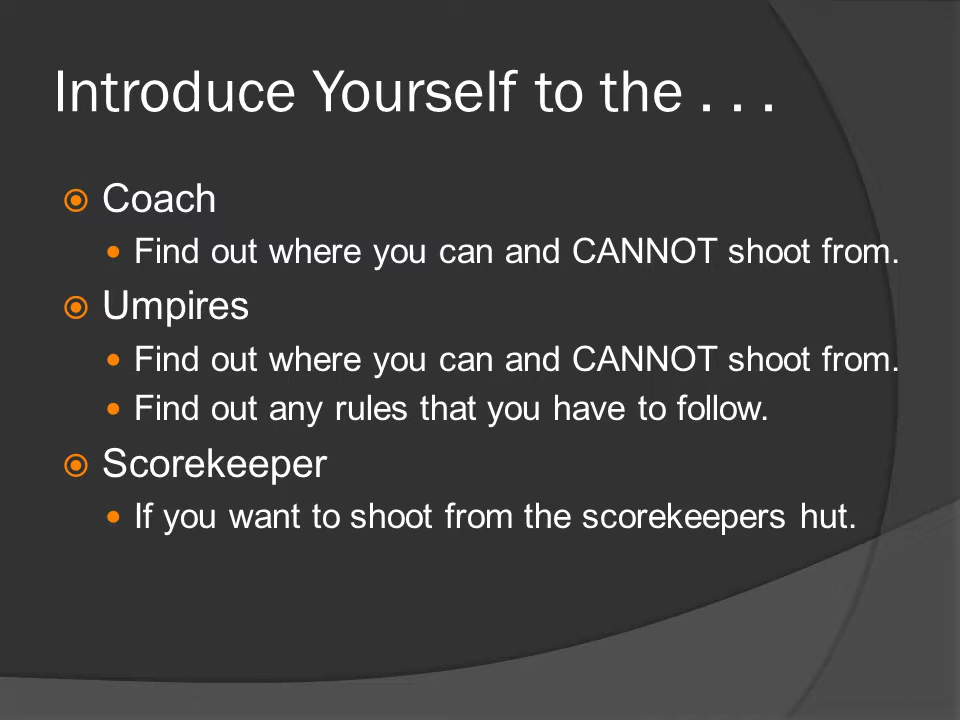 Introduce Yourself to the . . .
Coach
Find out where you can and CANNOT shoot from.
Umpires
Find out where you can and CANNOT shoot from.
Find out any rules that you have to follow.
Scorekeeper
If you want to shoot from the scorekeepers hut.